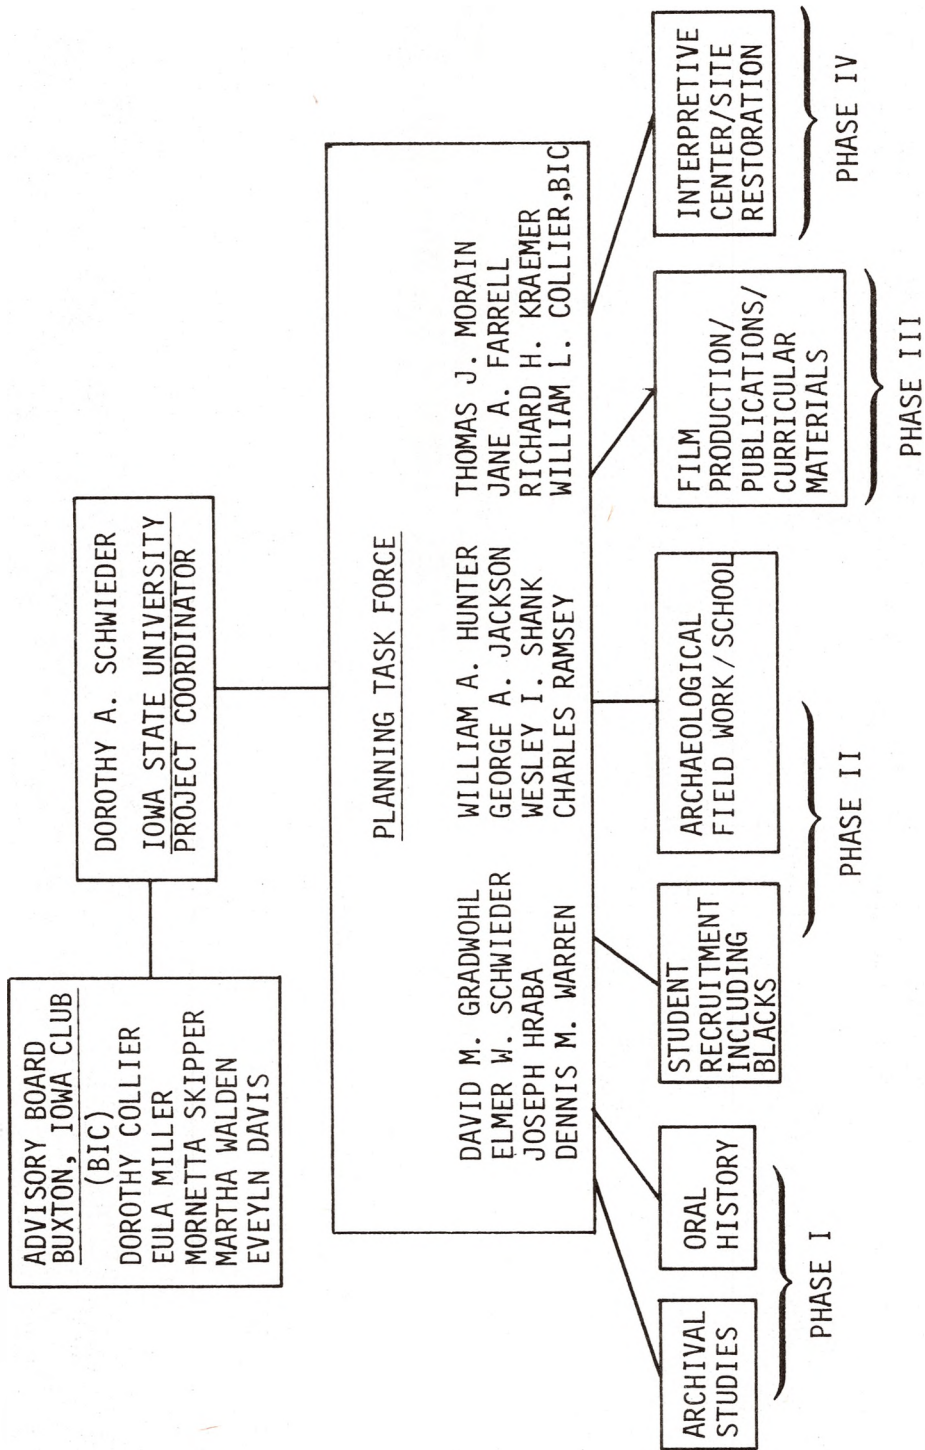 ADVISORY BOARD
BUXTON, IOWA CLUB
(BIC)
DOROTHY COLLIER
EULA MILLER
MORNETTA SKIPPER
MARTHA WALDEN
EVEYLN DAVIS
DOROTHY A. SCHWIEDER
IOWA STATE UNIVERSITY
PROJECT COORDINATOR
PLANNING TASK FORCE
DAVID M. GRADWOHL
ELMER W. SCHWIEDER
JOSEPH HRABA
DENNIS M. WARREN
WILLIAM A. HUNTER
GEORGE A. JACKSON
WESLEY I. SHANK
CHARLES RAMSEY
THOMAS J. MORAIN
JANE A. FARRELL
RICHARD H. KRAEMER
WILLIAM L. COLLIER,BIC
ARCHIVAL
STUDIES
ORAL
HISTORY
STUDENT
RECRUITMENT
INCLUDING
BLACKS
ARCHAEOLOGICAL
FIELD WORK/SCHOOL
FILM
PRODUCTION/
PUBLICATIONS/
CURRICULAR
MATERIALS
INTERPRETIVE
CENTER/SITE
RESTORATION
PHASE I
PHASE II
PHASE III
PHASE IV